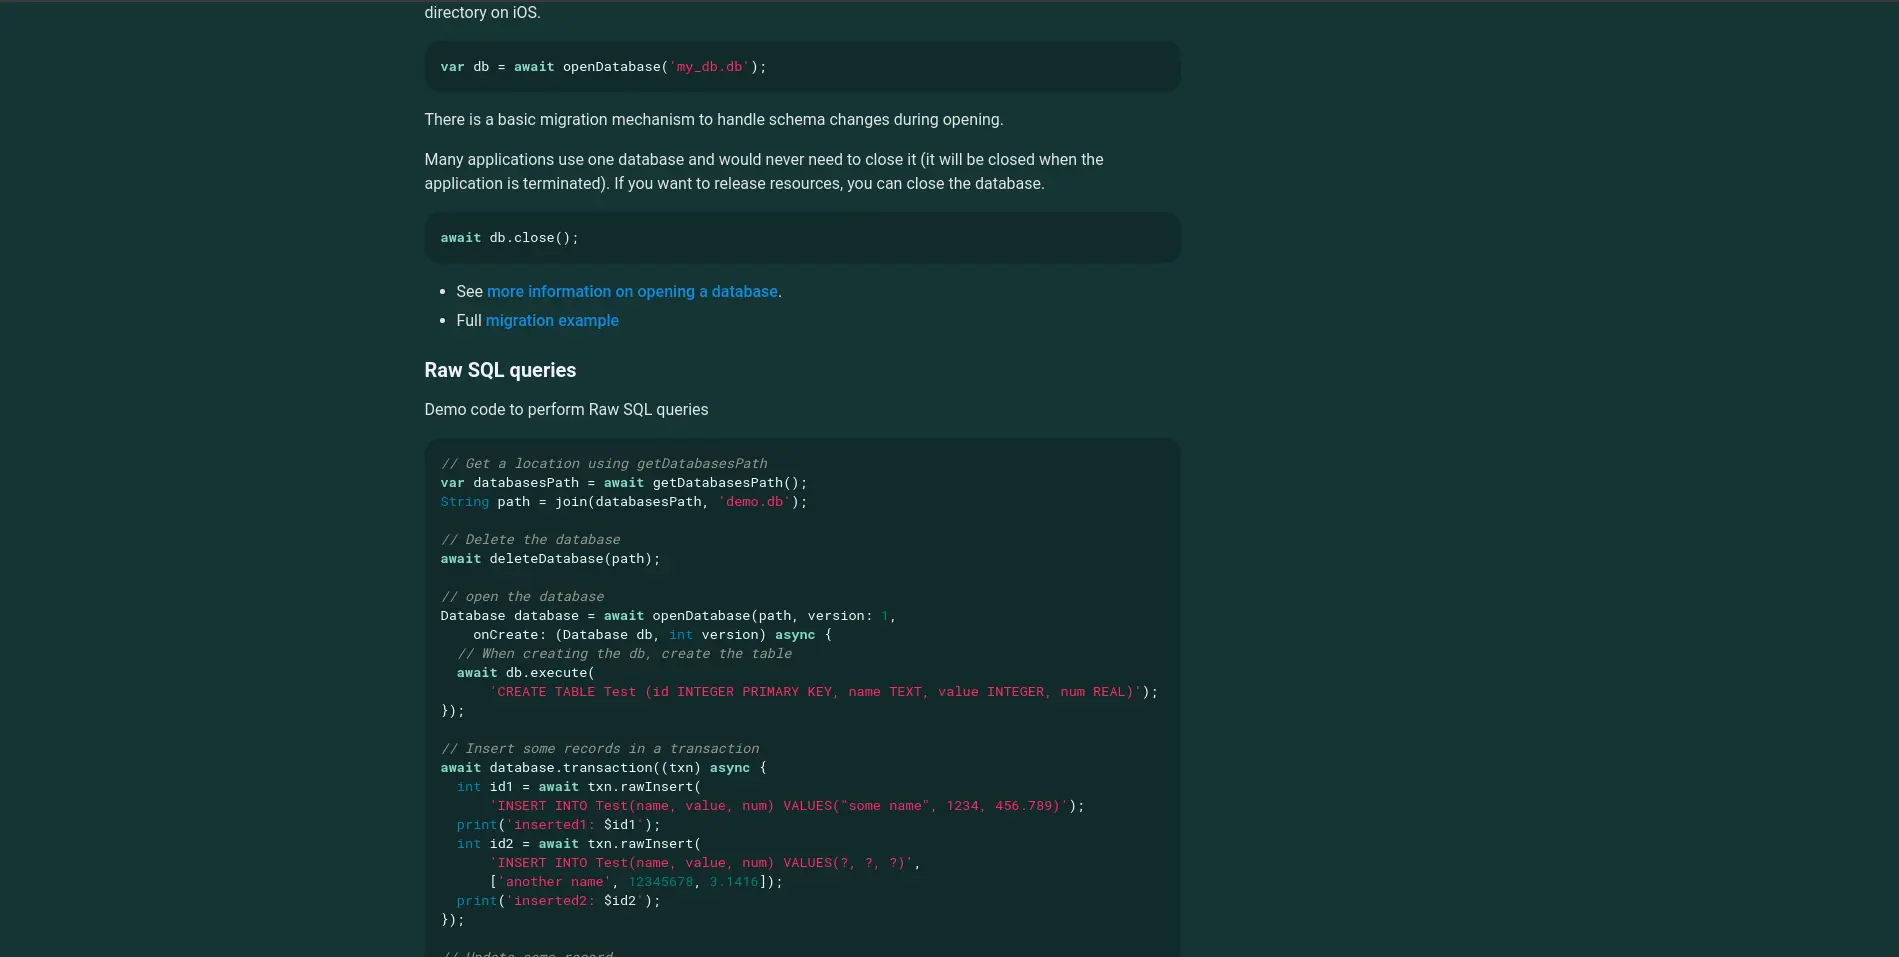 directory on iOS.
var db = await openDatabase('my_db.db');
There is a basic migration mechanism to handle schema changes during opening.
Many applications use one database and would never need to close it (it will be closed when the
application is terminated). If you want to release resources, you can close the database.
await db.close();
• See more information on opening a database.
• Full migration example
Raw SQL queries
Demo code to perform Raw SQL queries
// Get a location using getDatabasesPath
var databasesPath = await getDatabasesPath();
String path = join(databasesPath, 'demo.db');
// Delete the database
await deleteDatabase(path);
// open the database
Database database = await openDatabase(path, version: 1,
    onCreate: (Database db, int version) async {
  // When creating the db, create the table
  await db.execute(
      'CREATE TABLE Test (id INTEGER PRIMARY KEY, name TEXT, value INTEGER, num REAL)');
});
// Insert some records in a transaction
await database.transaction((txn) async {
  int id1 = await txn.rawInsert(
      'INSERT INTO Test(name, value, num) VALUES("some name", 1234, 456.789)');
  print('inserted1: $id1');
  int id2 = await txn.rawInsert(
      'INSERT INTO Test(name, value, num) VALUES(?, ?, ?)',
      ['another name', 12345678, 3.1416]);
  print('inserted2: $id2');
});
// Update some record